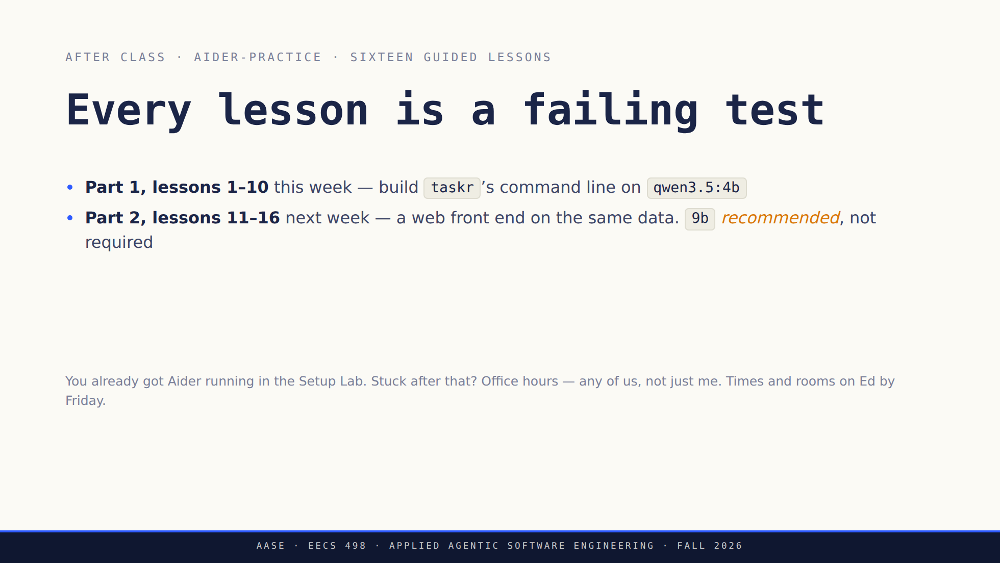 AFTER CLASS · AIDER-PRACTICE · SIXTEEN GUIDED LESSONS
Every lesson is a failing test
• Part 1, lessons 1–10 this week — build taskr’s command line on qwen3.5:4b
• Part 2, lessons 11–16 next week — a web front end on the same data. 9b recommended, not
required
You already got Aider running in the Setup Lab. Stuck after that? Office hours — any of us, not just me. Times and rooms on Ed by
Friday.
AASE · EECS 498 · APPLIED AGENTIC SOFTWARE ENGINEERING · FALL 2026